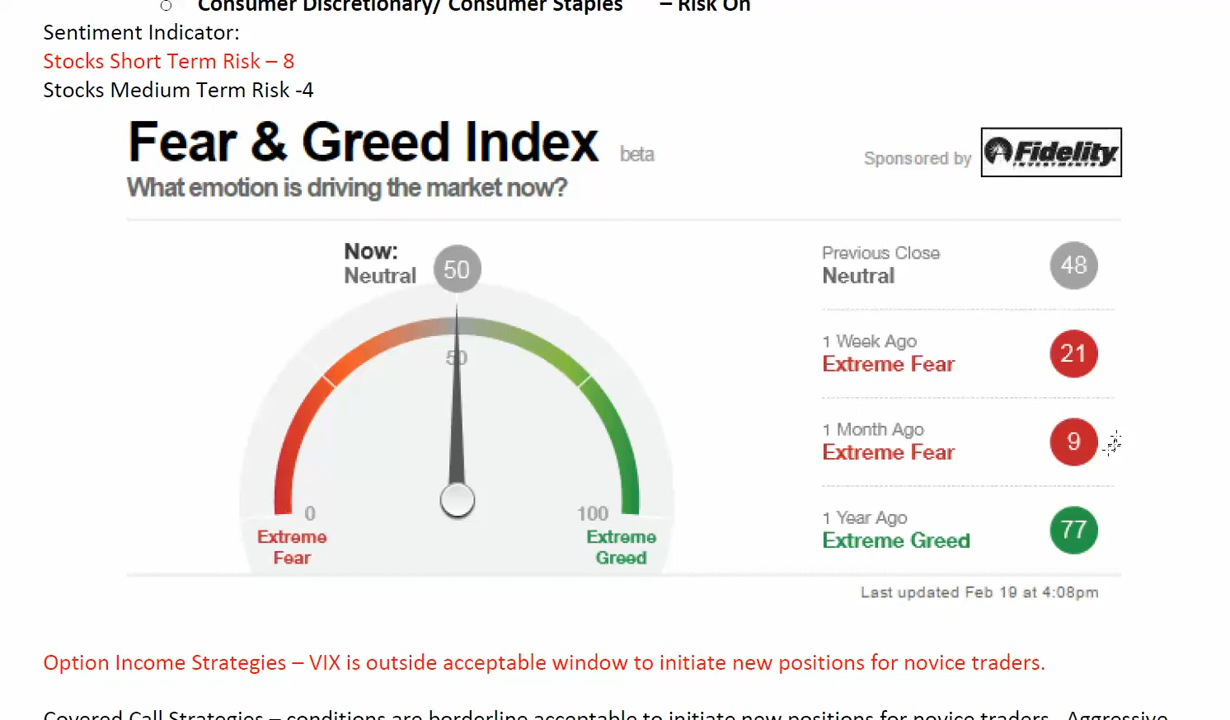 Consumer Discretionary/ Consumer Staples – Risk On
Sentiment Indicator:
Stocks Short Term Risk – 8
Stocks Medium Term Risk -4
Fear & Greed Index beta
What emotion is driving the market now?
Sponsored by Fidelity INVESTMENTS
Now:
Neutral 50
50
0
100
Extreme
Fear
Extreme
Greed
Previous Close
Neutral 48
1 Week Ago
Extreme Fear 21
1 Month Ago
Extreme Fear 9
1 Year Ago
Extreme Greed 77
Last updated Feb 19 at 4:08pm
Option Income Strategies – VIX is outside acceptable window to initiate new positions for novice traders.
Covered Call Strategies – conditions are borderline acceptable to initiate new positions for novice traders. Aggressive